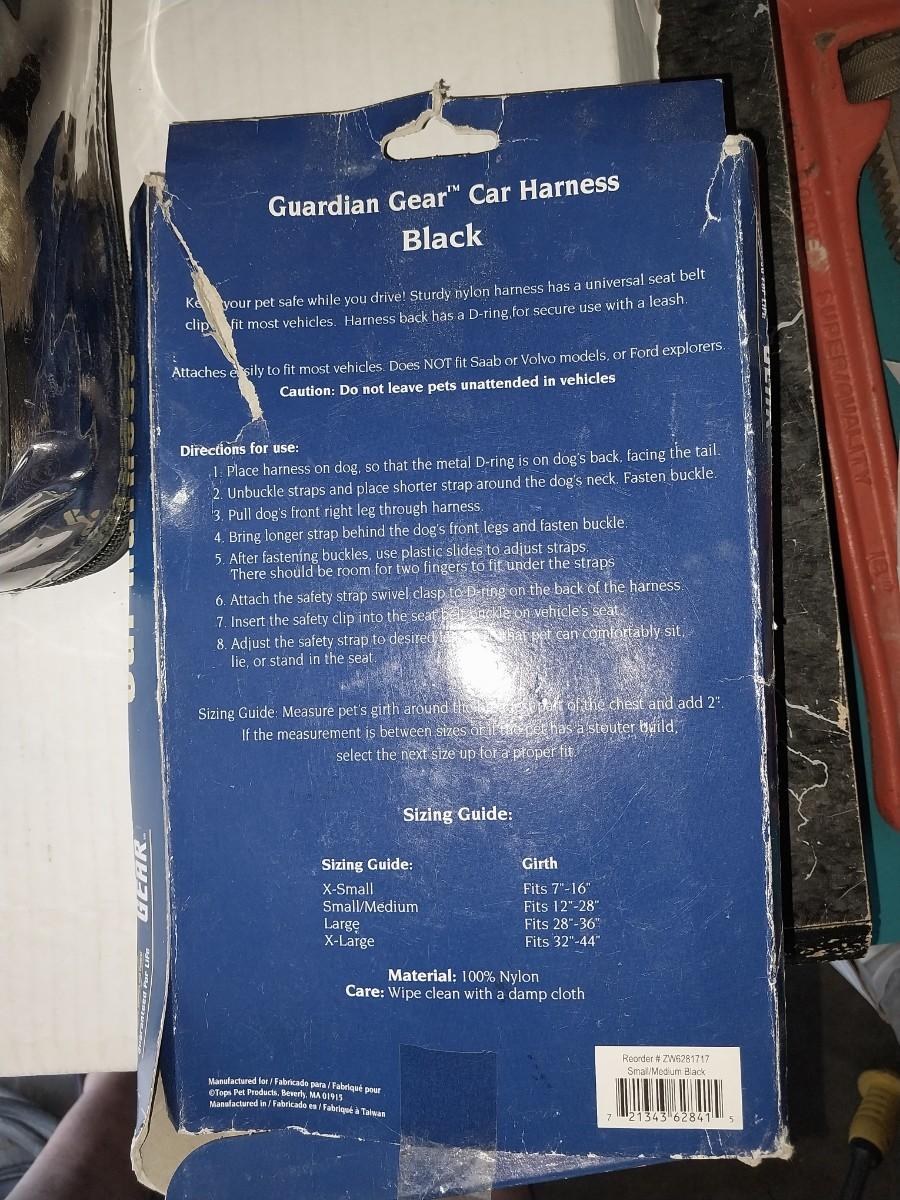 Guardian Gear™ Car Harness
Black
your pet safe while you drive! Sturdy nylon harness has a universal seat belt
clip fit most vehicles. Harness back has a D-ring for secure use with a leash.
Attaches easily to fit most vehicles. Does NOT fit Saab or Volvo models, or Ford explorers.
Caution: Do not leave pets unattended in vehicles
Directions for use:
1. Place harness on dog, so that the metal D-ring is on dog's back, facing the tail.
2. Unbuckle straps and place shorter strap around the dog's neck. Fasten buckle.
3. Pull dog's front right leg through harness.
4. Bring longer strap behind the dog's front legs and fasten buckle.
5. After fastening buckles, use plastic slides to adjust straps.
There should be room for two fingers to fit under the straps
6. Attach the safety strap swivel clasp to D-ring on the back of the harness.
7. Insert the safety clip into the seat belt buckle on vehicle's seat.
8. Adjust the safety strap to desired that pet can comfortably sit,
lie, or stand in the seat.
Sizing Guide: Measure pet's girth around part of the chest and add 2".
If the measurement is between sizes or if the pet has a stouter build,
select the next size up for a proper fit.
Sizing Guide:
Sizing Guide: Girth
X-Small Fits 7"-16"
Small/Medium Fits 12"-28"
Large Fits 28"-36"
X-Large Fits 32"-44"
Material: 100% Nylon
Care: Wipe clean with a damp cloth
Manufactured for / Fabricado para / Fabriqué pour
©Tops Pet Products, Beverly, MA 01915
Manufactured in / Fabricado en / Fabriqué à Taiwan
Reorder # ZW6281717
Small/Medium Black
7 21343 62841 5
GEAR™
Guaranteed For Life
SUPER QUALITY